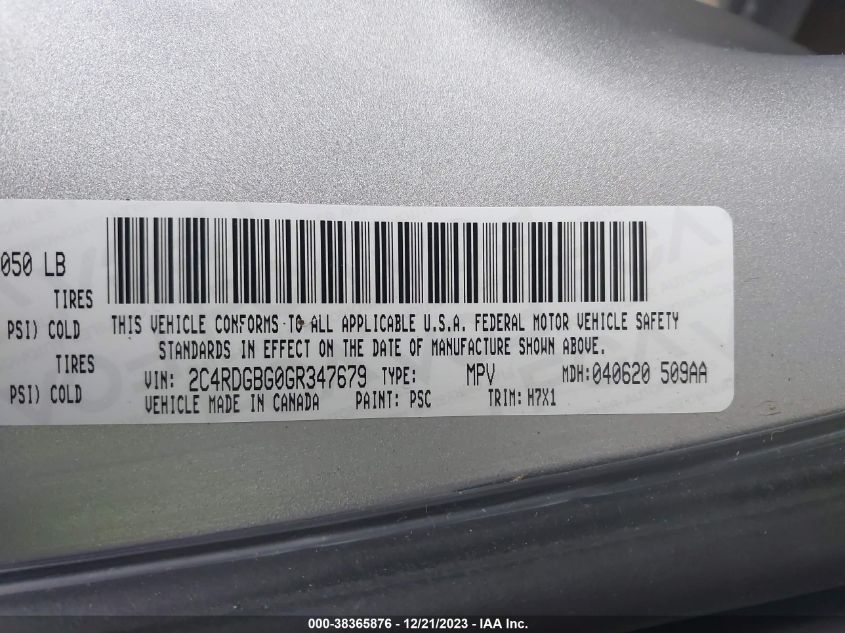 050 LB
TIRES
PSI) COLD
TIRES
PSI) COLD
THIS VEHICLE CONFORMS TO ALL APPLICABLE U.S.A. FEDERAL MOTOR VEHICLE SAFETY
STANDARDS IN EFFECT ON THE DATE OF MANUFACTURE SHOWN ABOVE.
VIN: 2C4RDGBG0GR347679 TYPE: MPV MDH:040620 509AA
VEHICLE MADE IN CANADA PAINT: PSC TRIM: H7X1
000-38365876 - 12/21/2023 - IAA Inc.